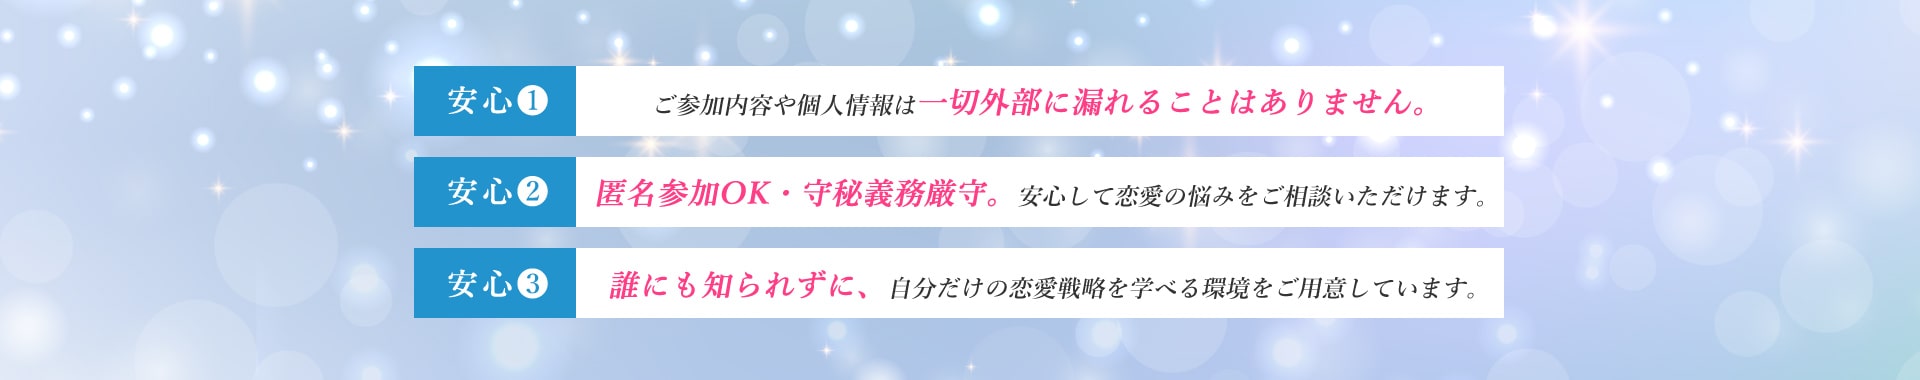 安心❶ ご参加内容や個人情報は一切外部に漏れることはありません。
安心❷ 匿名参加OK・守秘義務厳守。安心して恋愛の悩みをご相談いただけます。
安心❸ 誰にも知られずに、自分だけの恋愛戦略を学べる環境をご用意しています。